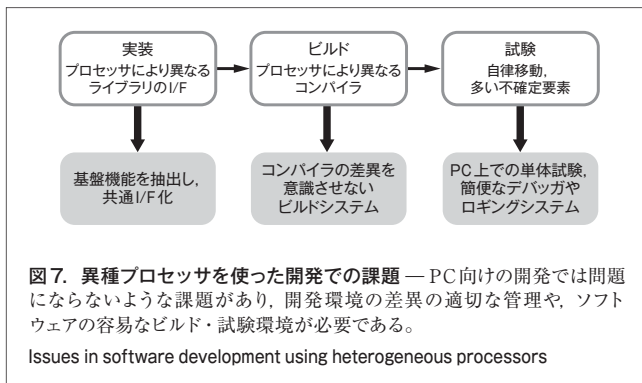 実装
プロセッサにより異なる
ライブラリのI/F
ビルド
プロセッサにより異なる
コンパイラ
試験
自律移動,
多い不確定要素
基盤機能を抽出し,
共通I/F化
コンパイラの差異を
意識させない
ビルドシステム
PC上での単体試験,
簡便なデバッガや
ロギングシステム
図7. 異種プロセッサを使った開発での課題 — PC向けの開発では問題
にならないような課題があり, 開発環境の差異の適切な管理や, ソフト
ウェアの容易なビルド・試験環境が必要である。
Issues in software development using heterogeneous processors